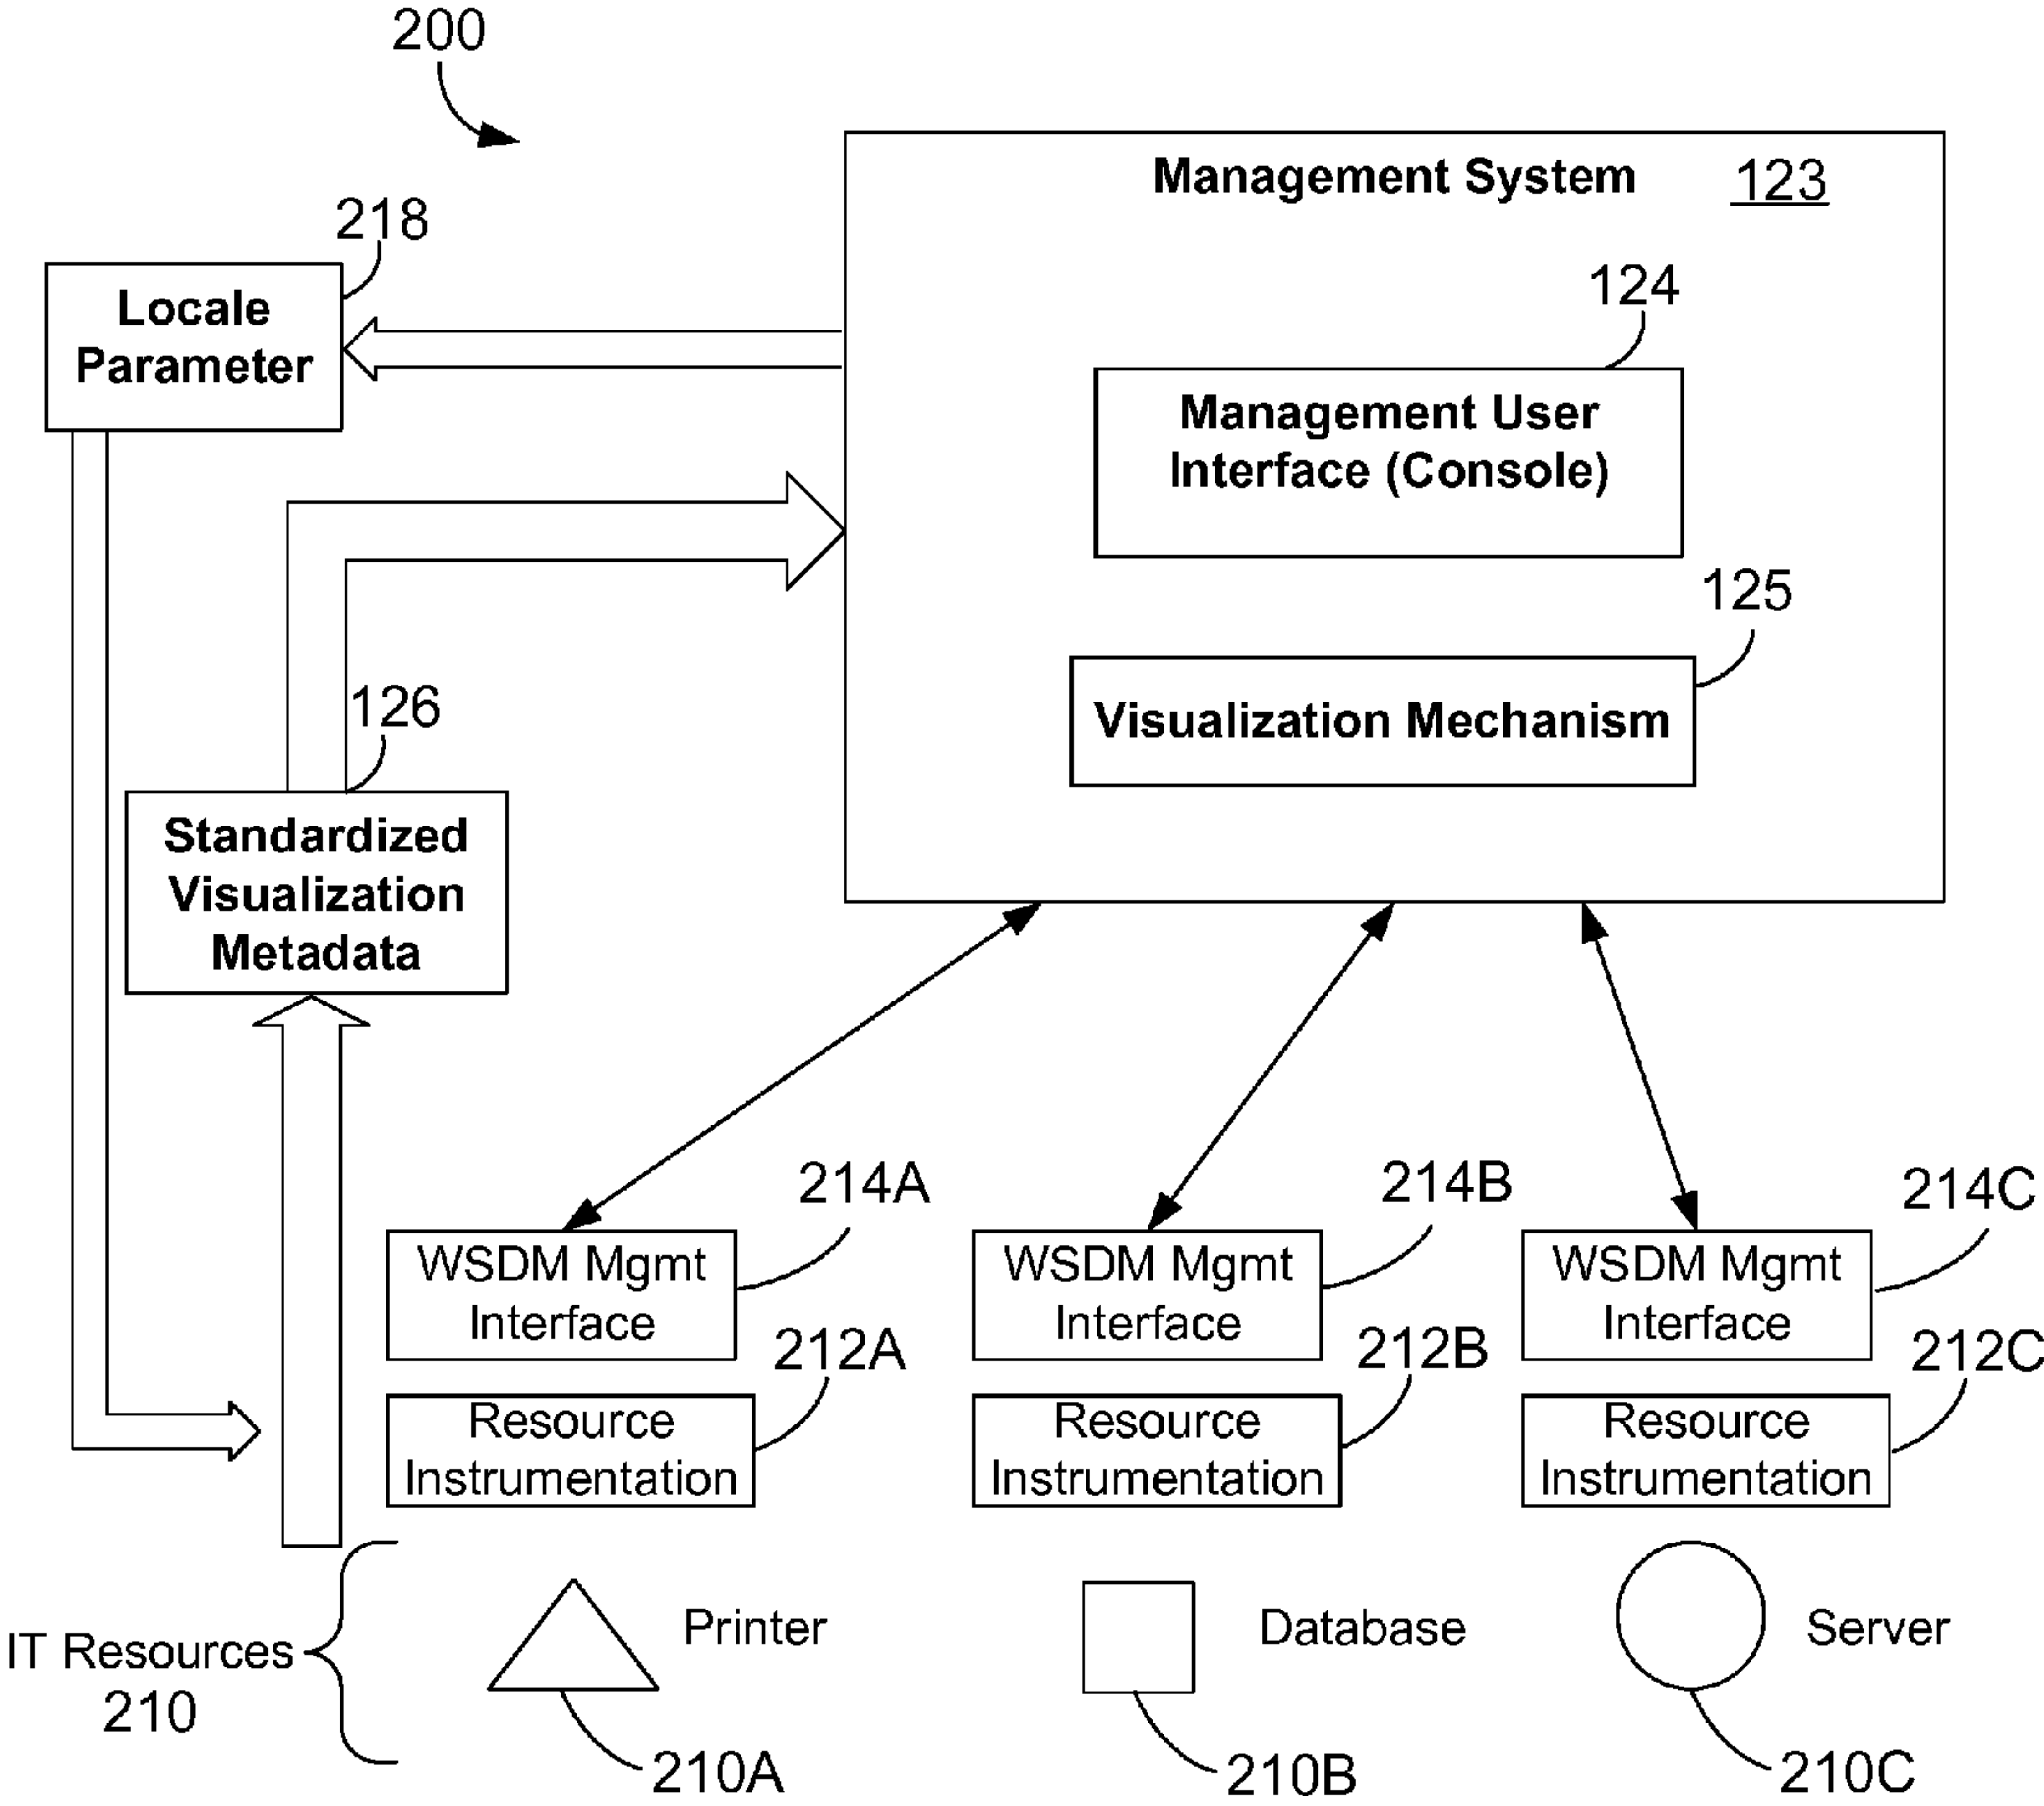 200
Management System 123
218
Locale
Parameter
124
Management User
Interface (Console)
125
Visualization Mechanism
126
Standardized
Visualization
Metadata
214A
214B
214C
WSDM Mgmt
Interface
WSDM Mgmt
Interface
WSDM Mgmt
Interface
212A
212B
212C
Resource
Instrumentation
Resource
Instrumentation
Resource
Instrumentation
IT Resources
210
Printer
Database
Server
210A
210B
210C